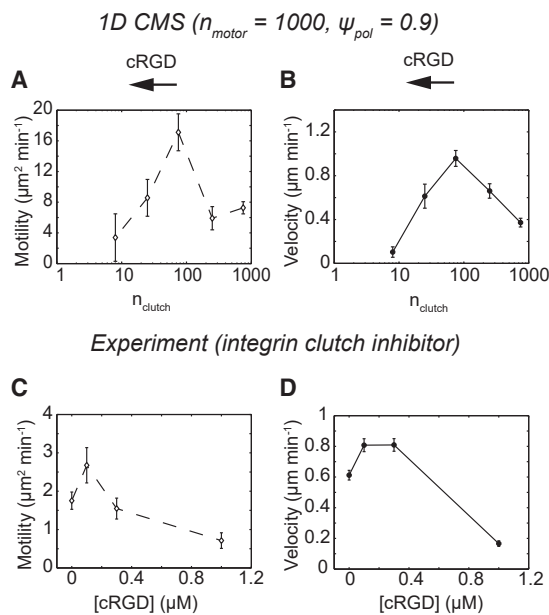 1D CMS (n_motor = 1000, ψ_pol = 0.9)
cRGD
cRGD
A
B
20
16
12
8
4
0
Motility (µm² min⁻¹)
1
10
100
1000
n_clutch
1.2
0.8
0.4
0
Velocity (µm min⁻¹)
1
10
100
1000
n_clutch
Experiment (integrin clutch inhibitor)
C
D
4
3
2
1
0
Motility (µm² min⁻¹)
0
0.4
0.8
1.2
[cRGD] (µM)
1
0.8
0.6
0.4
0.2
0
Velocity (µm min⁻¹)
0
0.4
0.8
1.2
[cRGD] (µM)